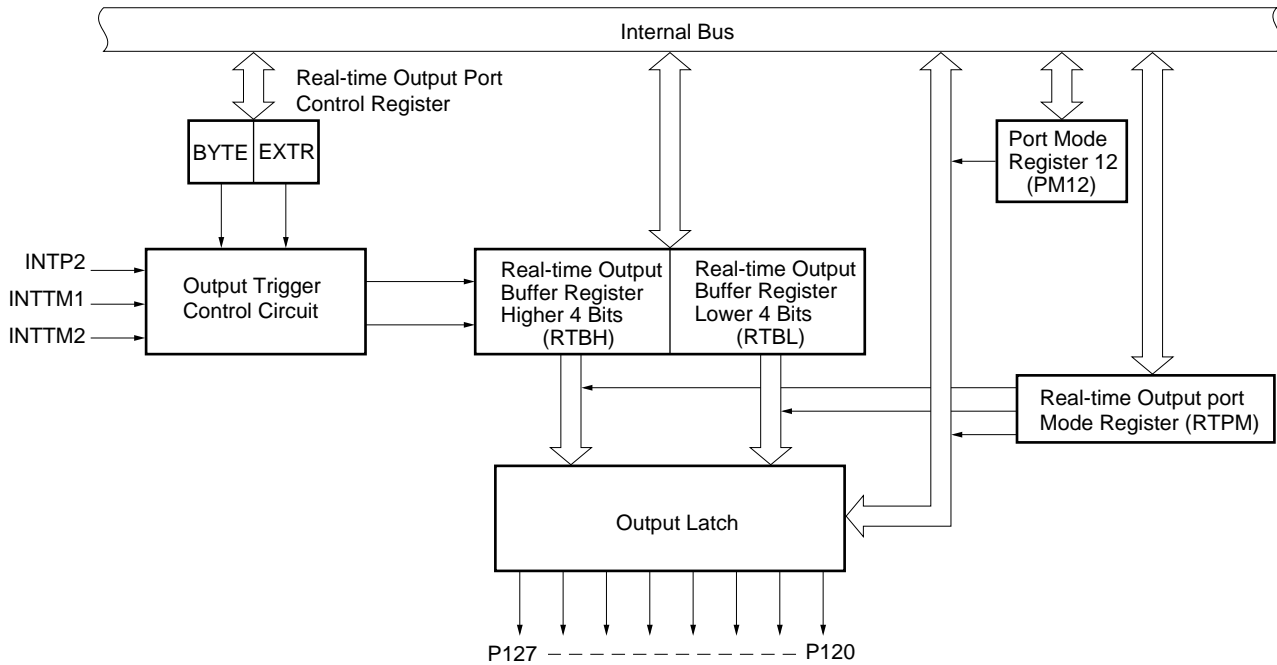 Internal Bus
Real-time Output Port
Control Register
BYTE EXTR
Port Mode
Register 12
(PM12)
INTP2
INTTM1
INTTM2
Output Trigger
Control Circuit
Real-time Output
Buffer Register
Higher 4 Bits
(RTBH)
Real-time Output
Buffer Register
Lower 4 Bits
(RTBL)
Real-time Output port
Mode Register (RTPM)
Output Latch
P127 P120